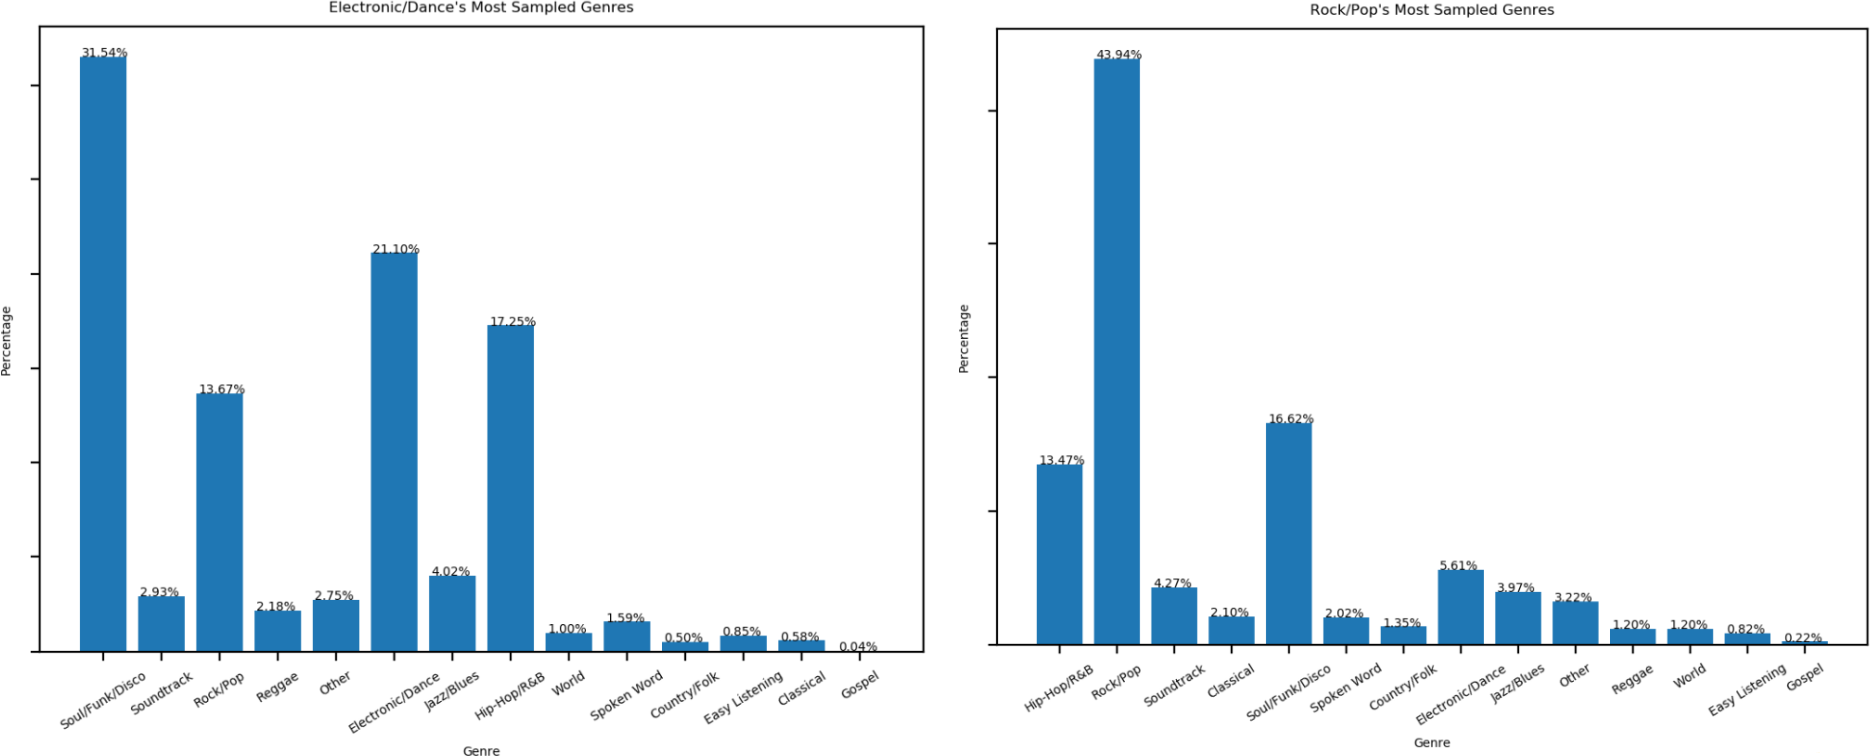 Electronic/Dance's Most Sampled Genres
31.54%
2.93%
13.67%
2.18%
2.75%
21.10%
4.02%
17.25%
1.00%
1.59%
0.50%
0.85%
0.58%
0.04%
Percentage
Soul/Funk/Disco
Soundtrack
Rock/Pop
Reggae
Other
Electronic/Dance
Jazz/Blues
Hip-Hop/R&B
World
Spoken Word
Country/Folk
Easy Listening
Classical
Gospel
Genre
Rock/Pop's Most Sampled Genres
13.47%
43.94%
4.27%
2.10%
16.62%
2.02%
1.35%
5.61%
3.97%
3.22%
1.20%
1.20%
0.82%
0.22%
Percentage
Hip-Hop/R&B
Rock/Pop
Soundtrack
Classical
Soul/Funk/Disco
Spoken Word
Country/Folk
Electronic/Dance
Jazz/Blues
Other
Reggae
World
Easy Listening
Gospel
Genre